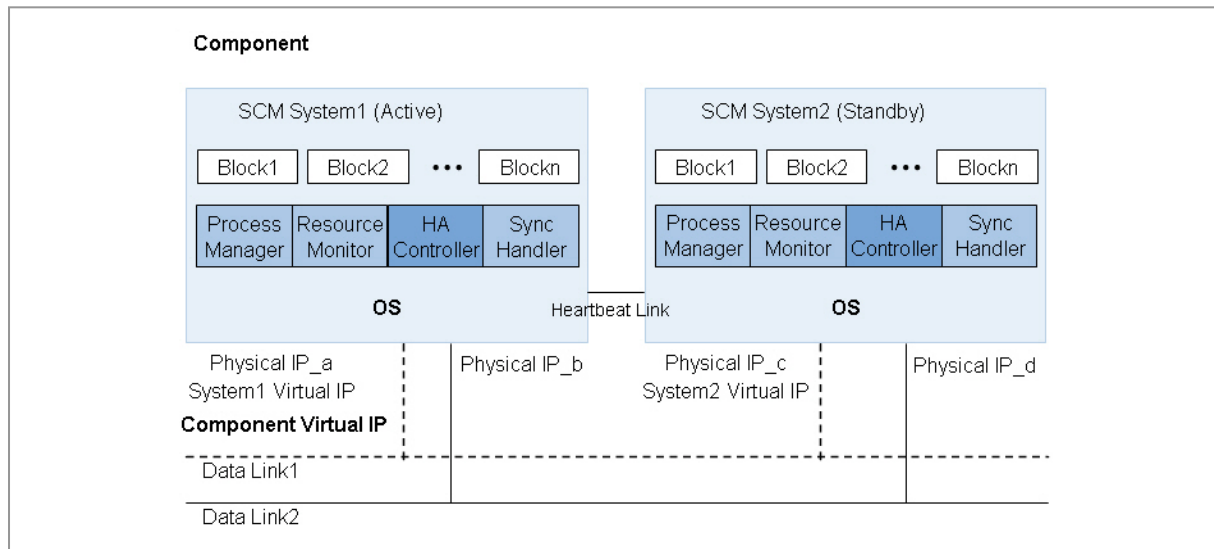 Component
SCM System1 (Active)
SCM System2 (Standby)
Block1 Block2 ••• Blockn
Block1 Block2 ••• Blockn
Process Manager
Resource Monitor
HA Controller
Sync Handler
Process Manager
Resource Monitor
HA Controller
Sync Handler
OS
Heartbeat Link
OS
Physical IP_a
System1 Virtual IP
Component Virtual IP
Physical IP_b
Physical IP_c
System2 Virtual IP
Physical IP_d
Data Link1
Data Link2